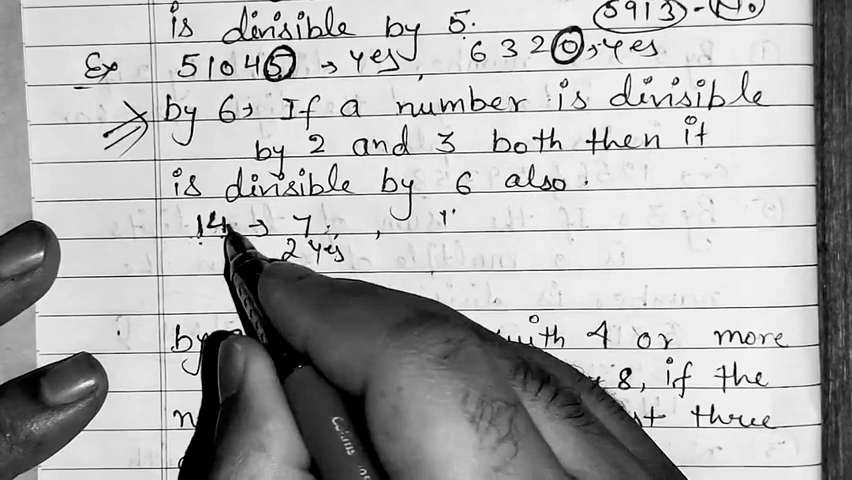 5913 - No
is divisible by 5.
Ex 51045 → Yes, 6320 → Yes
by 6 → If a number is divisible
by 2 and 3 both then it
is divisible by 6 also.
14 → 7,
2 Yes
by with 4 or more
8, if the
three